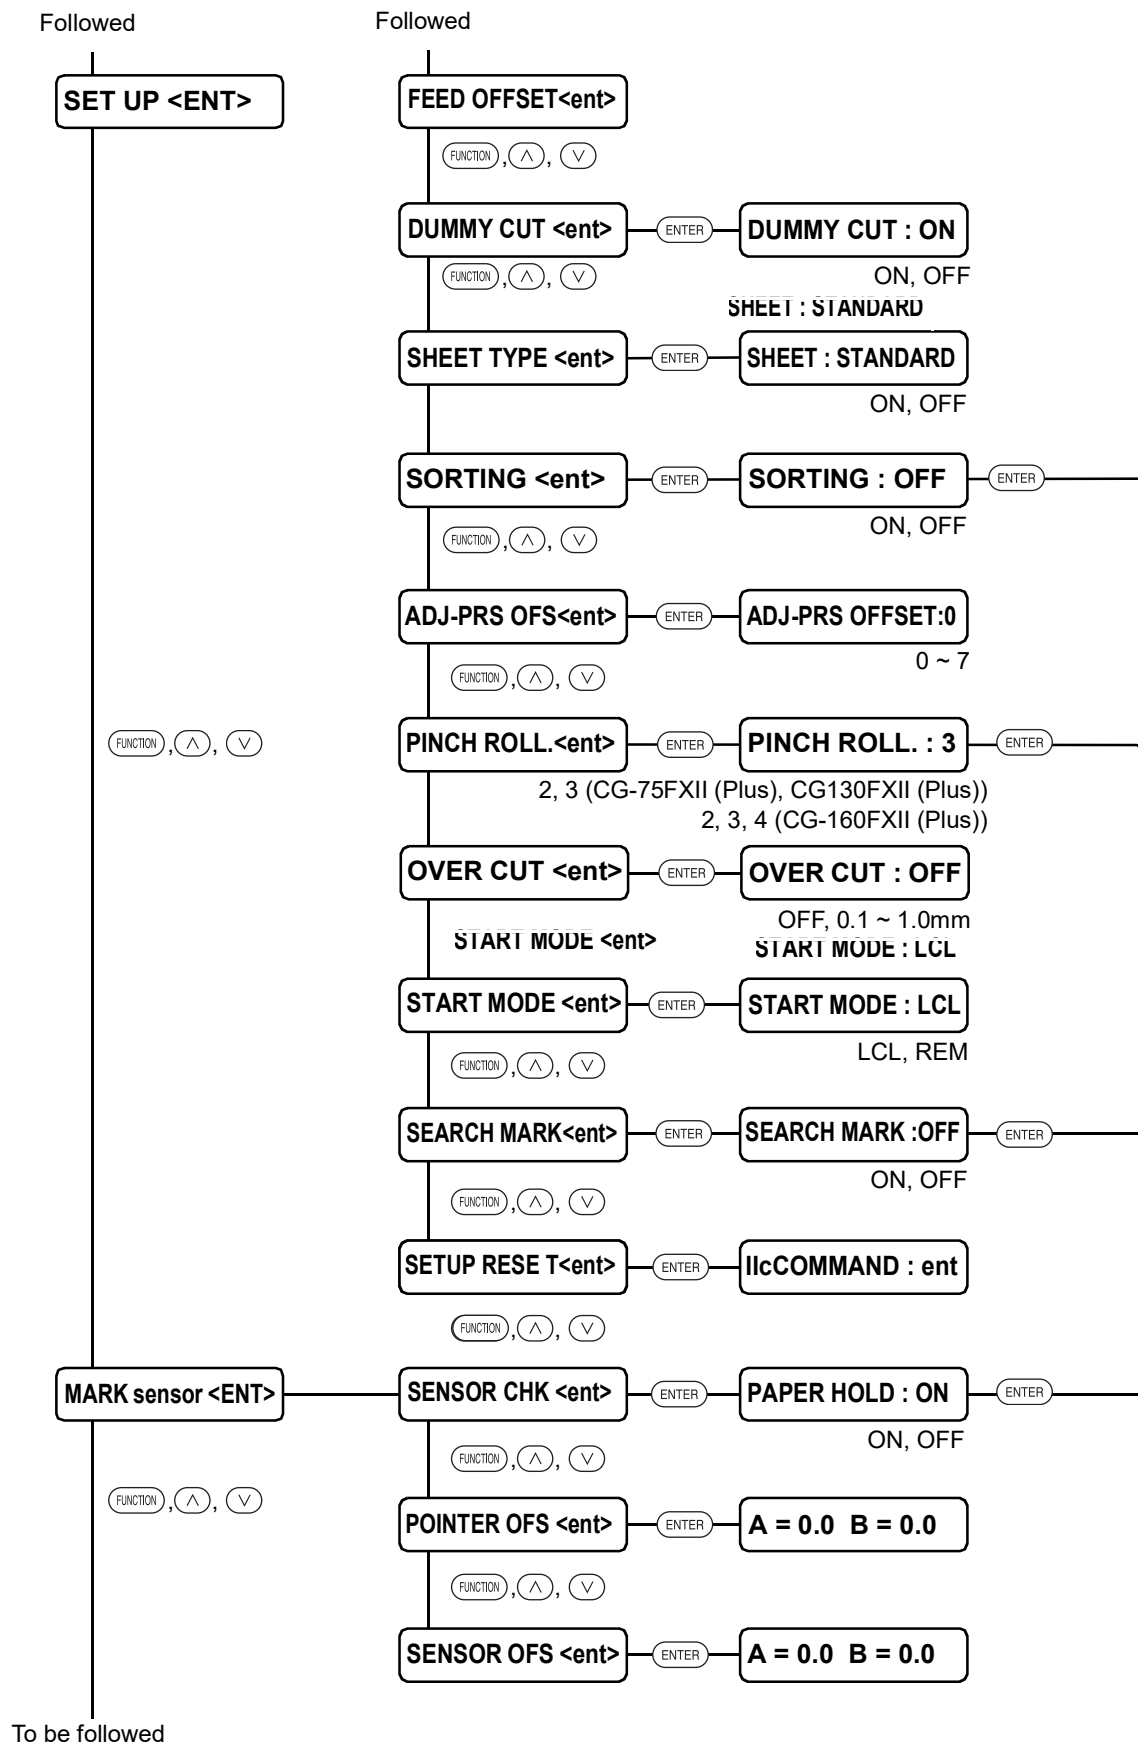 Followed
Followed
SET UP <ENT>
FEED OFFSET<ent>
FUNCTION , ,
DUMMY CUT <ent>
ENTER
DUMMY CUT : ON
FUNCTION , ,
ON, OFF
SHEET : STANDARD
SHEET TYPE <ent>
ENTER
SHEET : STANDARD
ON, OFF
SORTING <ent>
ENTER
SORTING : OFF
ENTER
ON, OFF
FUNCTION , ,
ADJ-PRS OFS<ent>
ENTER
ADJ-PRS OFFSET:0
0 ~ 7
FUNCTION , ,
FUNCTION , ,
PINCH ROLL.<ent>
ENTER
PINCH ROLL. : 3
ENTER
2, 3 (CG-75FXII (Plus), CG130FXII (Plus))
2, 3, 4 (CG-160FXII (Plus))
OVER CUT <ent>
ENTER
OVER CUT : OFF
OFF, 0.1 ~ 1.0mm
START MODE <ent>
START MODE : LCL
START MODE <ent>
ENTER
START MODE : LCL
LCL, REM
FUNCTION , ,
SEARCH MARK<ent>
ENTER
SEARCH MARK :OFF
ENTER
ON, OFF
FUNCTION , ,
SETUP RESE T<ent>
ENTER
IIcCOMMAND : ent
FUNCTION , ,
MARK sensor <ENT>
SENSOR CHK <ent>
ENTER
PAPER HOLD : ON
ENTER
ON, OFF
FUNCTION , ,
FUNCTION , ,
POINTER OFS <ent>
ENTER
A = 0.0 B = 0.0
FUNCTION , ,
SENSOR OFS <ent>
ENTER
A = 0.0 B = 0.0
To be followed